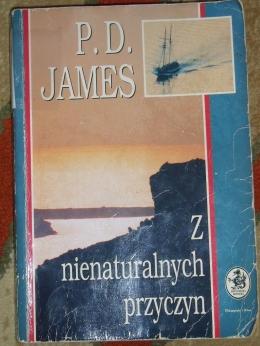 P. D.
JAMES
Z
nienaturalnych
przyczyn